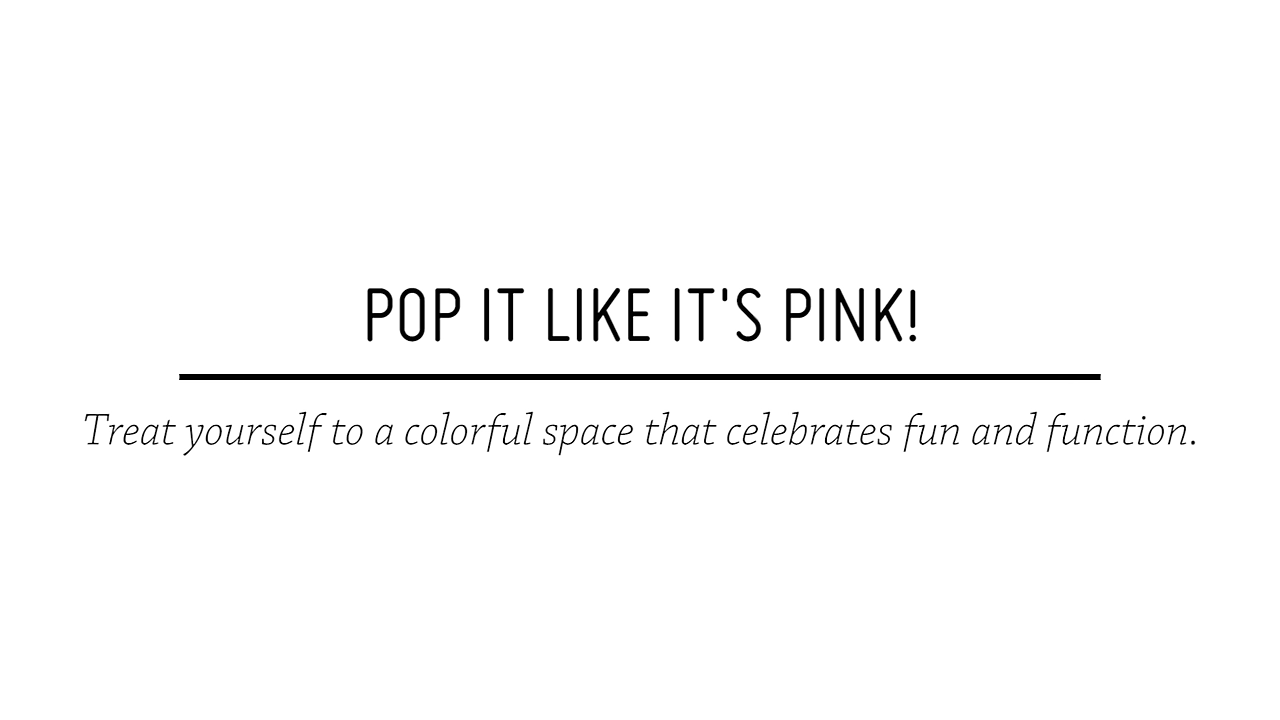 POP IT LIKE IT'S PINK!
Treat yourself to a colorful space that celebrates fun and function.